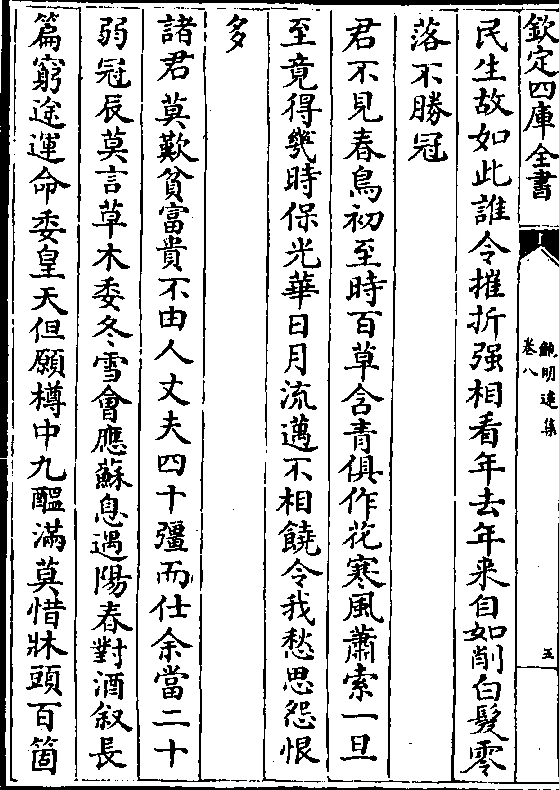 欽定四庫全書
鮑明逺集
卷八
五
民生故如此誰令摧折强相看年去年来自如削白髮零
落不勝冠
君不見春鳥初至時百草含青俱作花寒風蕭索一旦
至竟得幾時保光華日月流邁不相饒令我愁思怨恨
多
諸君莫歎貧富貴不由人丈夫四十彊而仕余當二十
弱冠辰莫言草木委冬雪會應蘇息遇陽春對酒叙長
篇窮途運命委皇天但願樽中九醖滿莫惜牀頭百箇